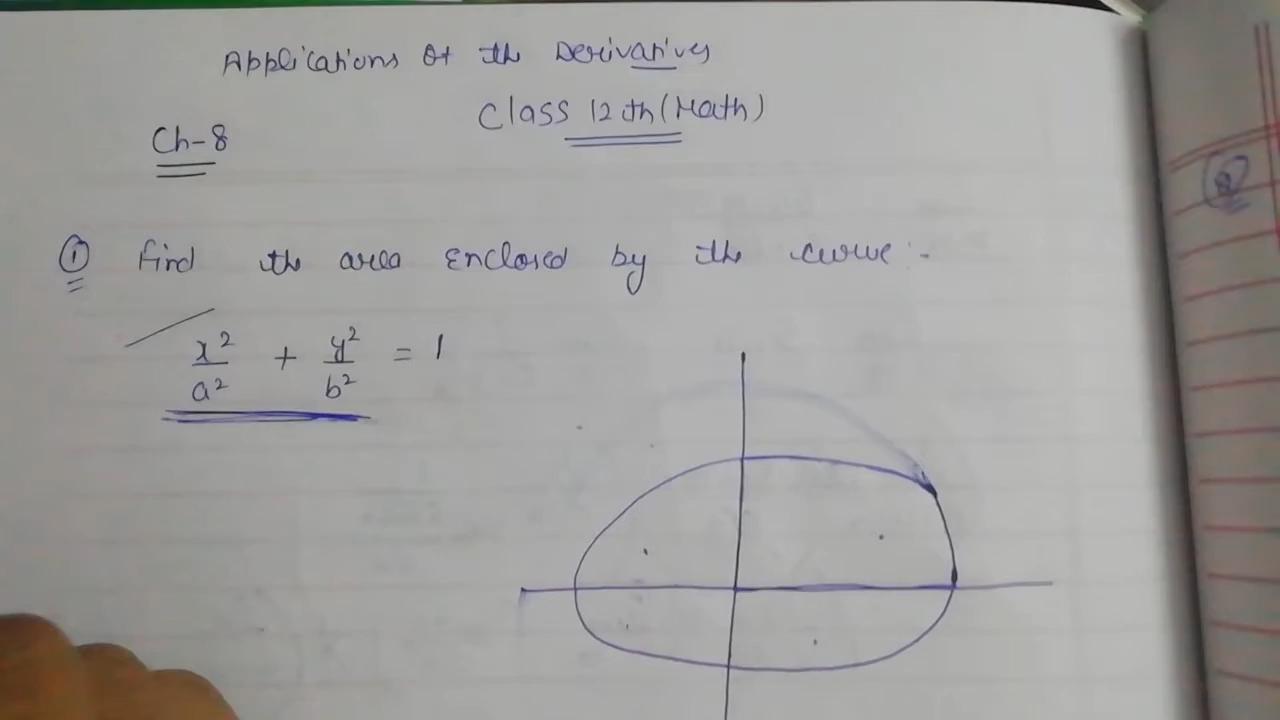 Applications of the Derivatives
Class 12th (Math)
Ch-8
① Find the area enclosed by the curve :-
x²/a² + y²/b² = 1